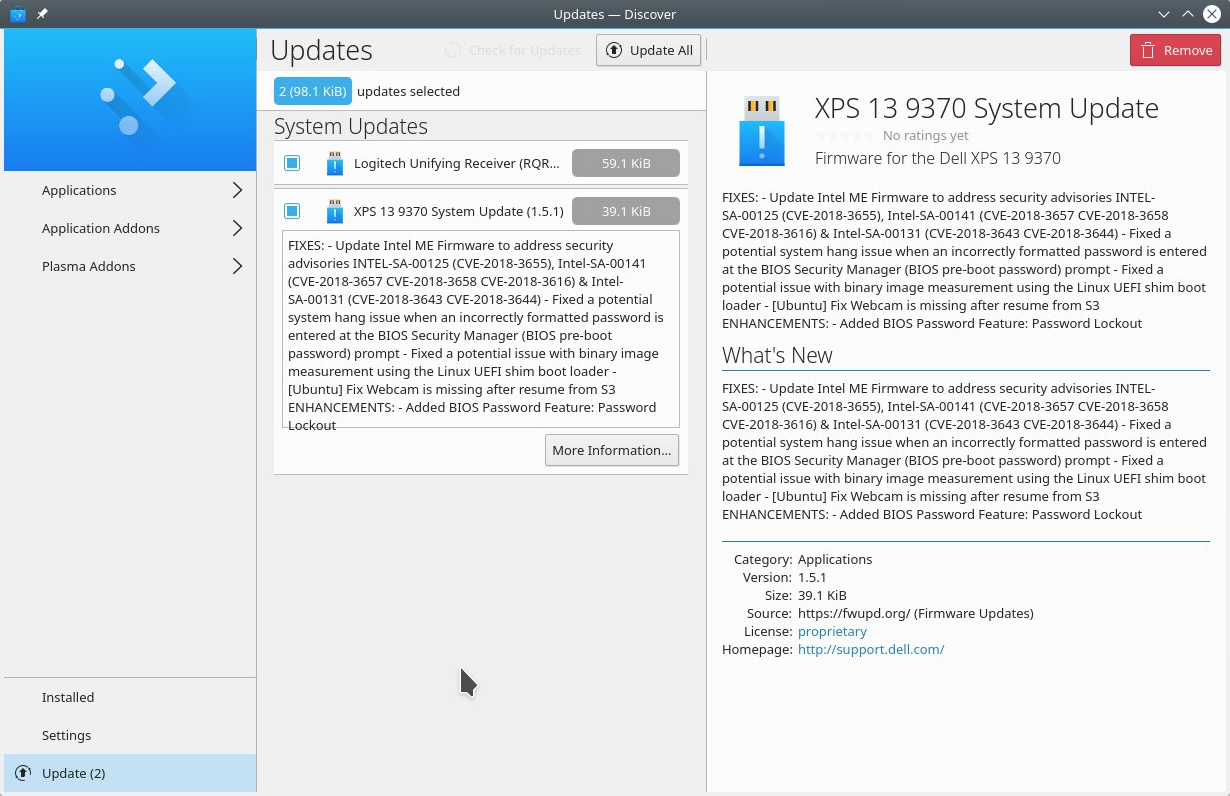 Updates — Discover
Applications
Application Addons
Plasma Addons
Installed
Settings
Update (2)
Updates
Check for Updates
Update All
2 (98.1 KiB) updates selected
System Updates
Logitech Unifying Receiver (RQR... 59.1 KiB
XPS 13 9370 System Update (1.5.1) 39.1 KiB
FIXES: - Update Intel ME Firmware to address security
advisories INTEL-SA-00125 (CVE-2018-3655), Intel-SA-00141
(CVE-2018-3657 CVE-2018-3658 CVE-2018-3616) & Intel-
SA-00131 (CVE-2018-3643 CVE-2018-3644) - Fixed a potential
system hang issue when an incorrectly formatted password is
entered at the BIOS Security Manager (BIOS pre-boot
password) prompt - Fixed a potential issue with binary image
measurement using the Linux UEFI shim boot loader -
[Ubuntu] Fix Webcam is missing after resume from S3
ENHANCEMENTS: - Added BIOS Password Feature: Password
Lockout
More Information...
Remove
XPS 13 9370 System Update
No ratings yet
Firmware for the Dell XPS 13 9370
FIXES: - Update Intel ME Firmware to address security advisories INTEL-
SA-00125 (CVE-2018-3655), Intel-SA-00141 (CVE-2018-3657 CVE-2018-3658
CVE-2018-3616) & Intel-SA-00131 (CVE-2018-3643 CVE-2018-3644) - Fixed a
potential system hang issue when an incorrectly formatted password is entered
at the BIOS Security Manager (BIOS pre-boot password) prompt - Fixed a
potential issue with binary image measurement using the Linux UEFI shim boot
loader - [Ubuntu] Fix Webcam is missing after resume from S3
ENHANCEMENTS: - Added BIOS Password Feature: Password Lockout
What's New
FIXES: - Update Intel ME Firmware to address security advisories INTEL-
SA-00125 (CVE-2018-3655), Intel-SA-00141 (CVE-2018-3657 CVE-2018-3658
CVE-2018-3616) & Intel-SA-00131 (CVE-2018-3643 CVE-2018-3644) - Fixed a
potential system hang issue when an incorrectly formatted password is entered
at the BIOS Security Manager (BIOS pre-boot password) prompt - Fixed a
potential issue with binary image measurement using the Linux UEFI shim boot
loader - [Ubuntu] Fix Webcam is missing after resume from S3
ENHANCEMENTS: - Added BIOS Password Feature: Password Lockout
Category: Applications
Version: 1.5.1
Size: 39.1 KiB
Source: https://fwupd.org/ (Firmware Updates)
License: proprietary
Homepage: http://support.dell.com/